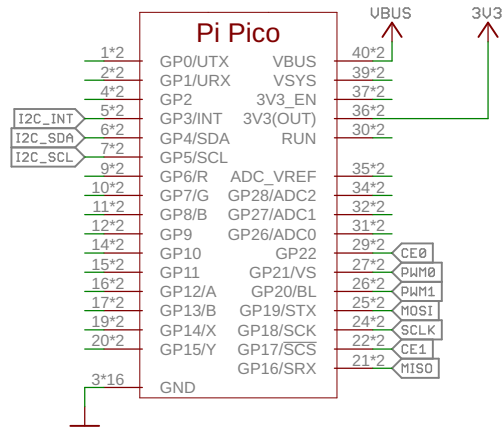 VBUS 3V3
Pi Pico
1*2 GP0/UTX VBUS 40*2
2*2 GP1/URX VSYS 39*2
4*2 GP2 3V3_EN 37*2
I2C_INT 5*2 GP3/INT 3V3(OUT) 36*2
I2C_SDA 6*2 GP4/SDA RUN 30*2
I2C_SCL 7*2 GP5/SCL
9*2 GP6/R ADC_VREF 35*2
10*2 GP7/G GP28/ADC2 34*2
11*2 GP8/B GP27/ADC1 32*2
12*2 GP9 GP26/ADC0 31*2
14*2 GP10 GP22 29*2 CE0
15*2 GP11 GP21/VS 27*2 PWM0
16*2 GP12/A GP20/BL 26*2 PWM1
17*2 GP13/B GP19/STX 25*2 MOSI
19*2 GP14/X GP18/SCK 24*2 SCLK
20*2 GP15/Y GP17/SCS 22*2 CE1
GP16/SRX 21*2 MISO
3*16 GND